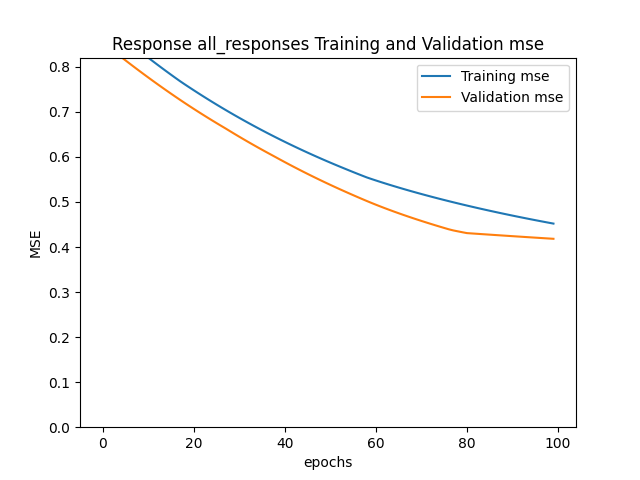 Response all_responses Training and Validation mse
Training mse
Validation mse
0.8
0.7
0.6
0.5
0.4
0.3
0.2
0.1
0.0
MSE
0 20 40 60 80 100
epochs